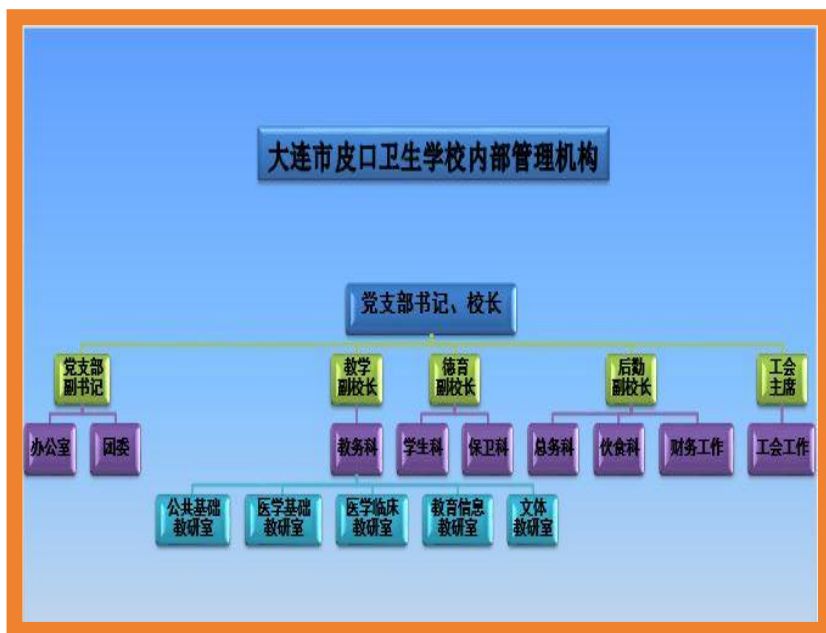 大连市皮口卫生学校内部管理机构
党支部书记、校长
党支部
副书记
教学
副校长
德育
副校长
后勤
副校长
工会
主席
办公室
团委
教务科
学生科
保卫科
总务科
伙食科
财务工作
工会工作
公共基础
教研室
医学基础
教研室
医学临床
教研室
教育信息
教研室
文体
教研室